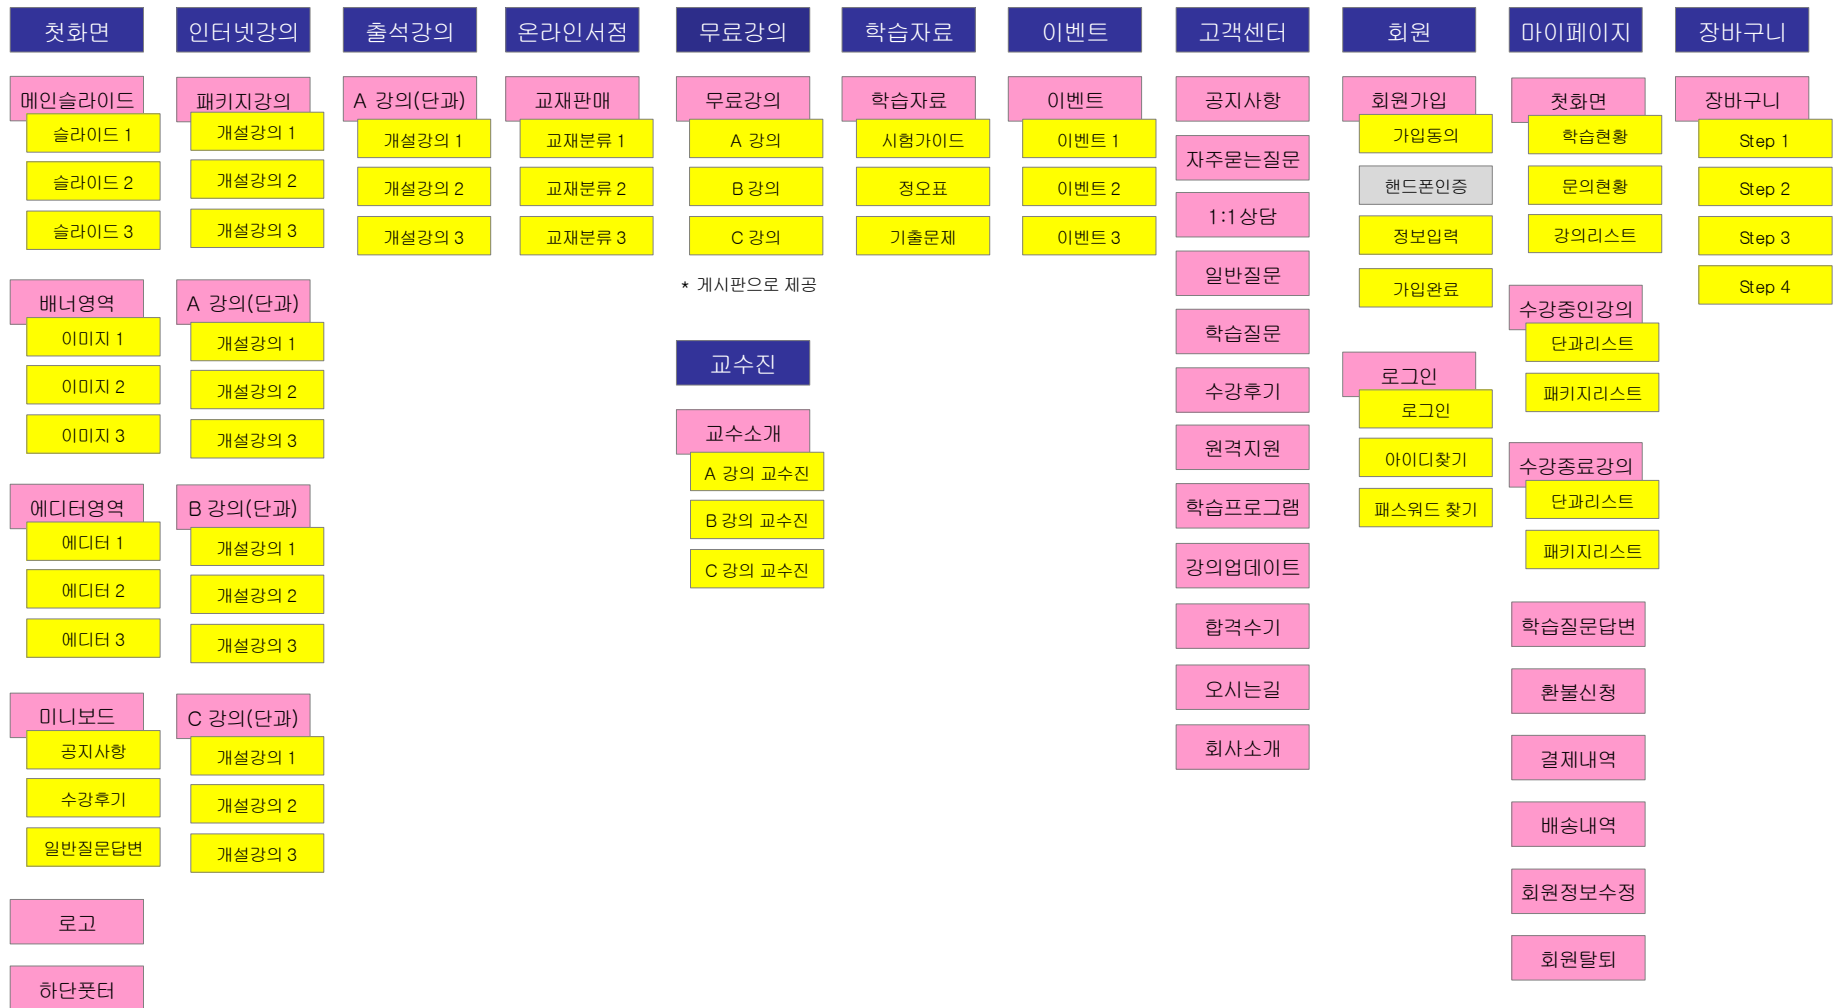 첫화면
인터넷강의
출석강의
온라인서점
무료강의
학습자료
이벤트
고객센터
회원
마이페이지
장바구니
메인슬라이드
슬라이드 1
슬라이드 2
슬라이드 3
배너영역
이미지 1
이미지 2
이미지 3
에디터영역
에디터 1
에디터 2
에디터 3
미니보드
공지사항
수강후기
일반질문답변
로고
하단풋터
패키지강의
개설강의 1
개설강의 2
개설강의 3
A 강의(단과)
개설강의 1
개설강의 2
개설강의 3
B 강의(단과)
개설강의 1
개설강의 2
개설강의 3
C 강의(단과)
개설강의 1
개설강의 2
개설강의 3
A 강의(단과)
개설강의 1
개설강의 2
개설강의 3
교재판매
교재분류 1
교재분류 2
교재분류 3
무료강의
A 강의
B 강의
C 강의
* 게시판으로 제공
교수진
교수소개
A 강의 교수진
B 강의 교수진
C 강의 교수진
학습자료
시험가이드
정오표
기출문제
이벤트
이벤트 1
이벤트 2
이벤트 3
공지사항
자주묻는질문
1:1상담
일반질문
학습질문
수강후기
원격지원
학습프로그램
강의업데이트
합격수기
오시는길
회사소개
회원가입
가입동의
핸드폰인증
정보입력
가입완료
로그인
로그인
아이디찾기
패스워드 찾기
첫화면
학습현황
문의현황
강의리스트
수강중인강의
단과리스트
패키지리스트
수강종료강의
단과리스트
패키지리스트
학습질문답변
환불신청
결제내역
배송내역
회원정보수정
회원탈퇴
장바구니
Step 1
Step 2
Step 3
Step 4